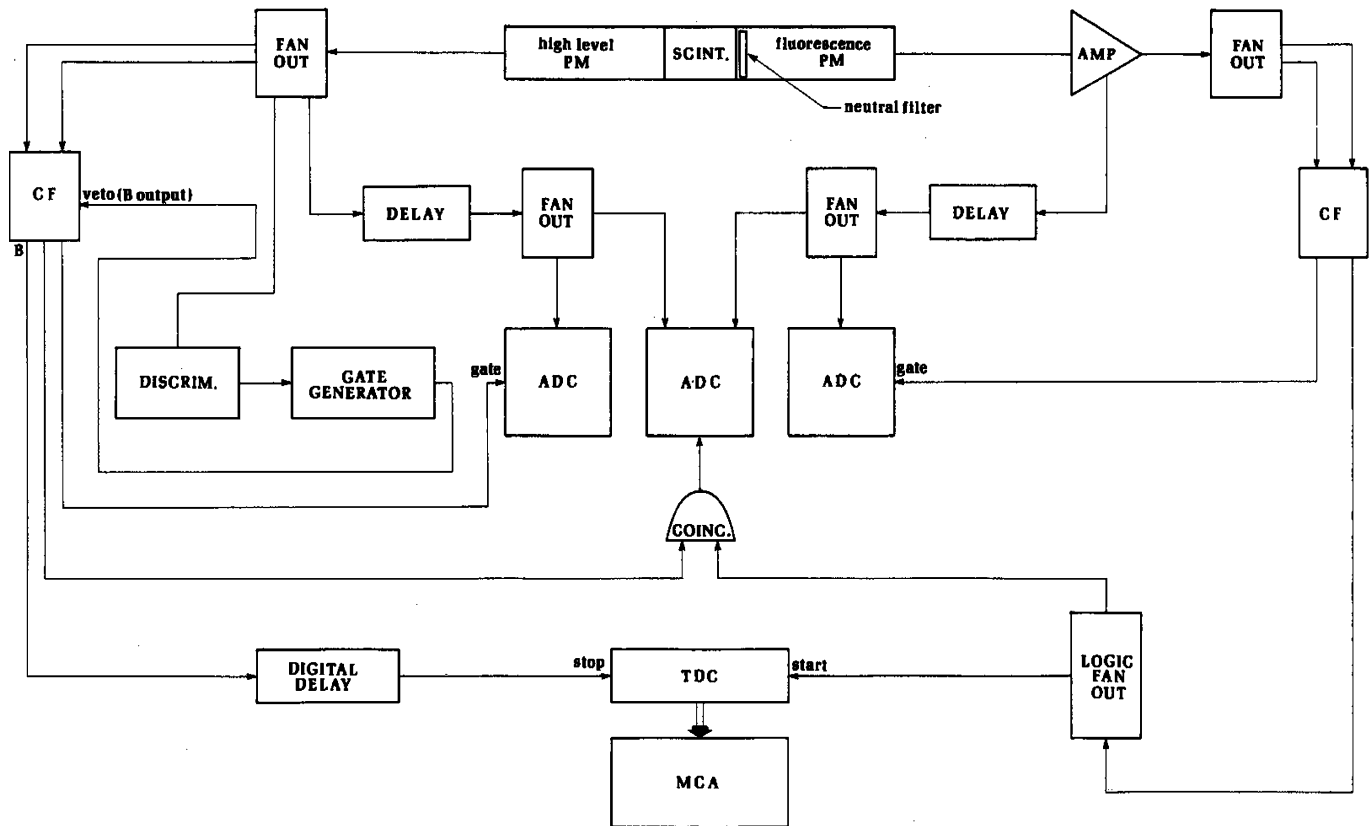 FAN
OUT
high level
PM
SCINT.
fluorescence
PM
AMP
FAN
OUT
neutral filter
CF
veto (B output)
B
DELAY
FAN
OUT
FAN
OUT
DELAY
CF
DISCRIM.
GATE
GENERATOR
gate
ADC
ADC
ADC
gate
COINC.
DIGITAL
DELAY
stop
TDC
start
LOGIC
FAN
OUT
MCA